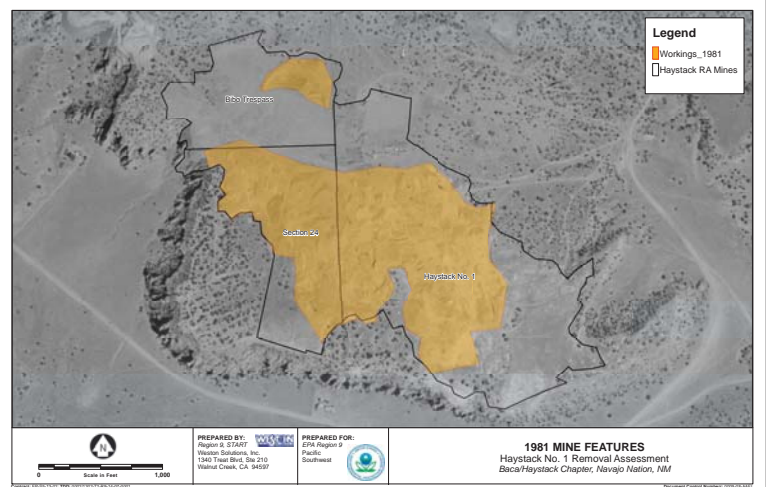 Legend
Workings_1981
Haystack RA Mines
Bibo Trespass
Section 24
Haystack No. 1
N
0
1,000
Scale in Feet
PREPARED BY:
Region 9, START
Weston Solutions, Inc.
1340 Treat Blvd, Ste 210
Walnut Creek, CA 94597
PREPARED FOR:
EPA Region 9
Pacific
Southwest
1981 MINE FEATURES
Haystack No. 1 Removal Assessment
Baca/Haystack Chapter, Navajo Nation, NM